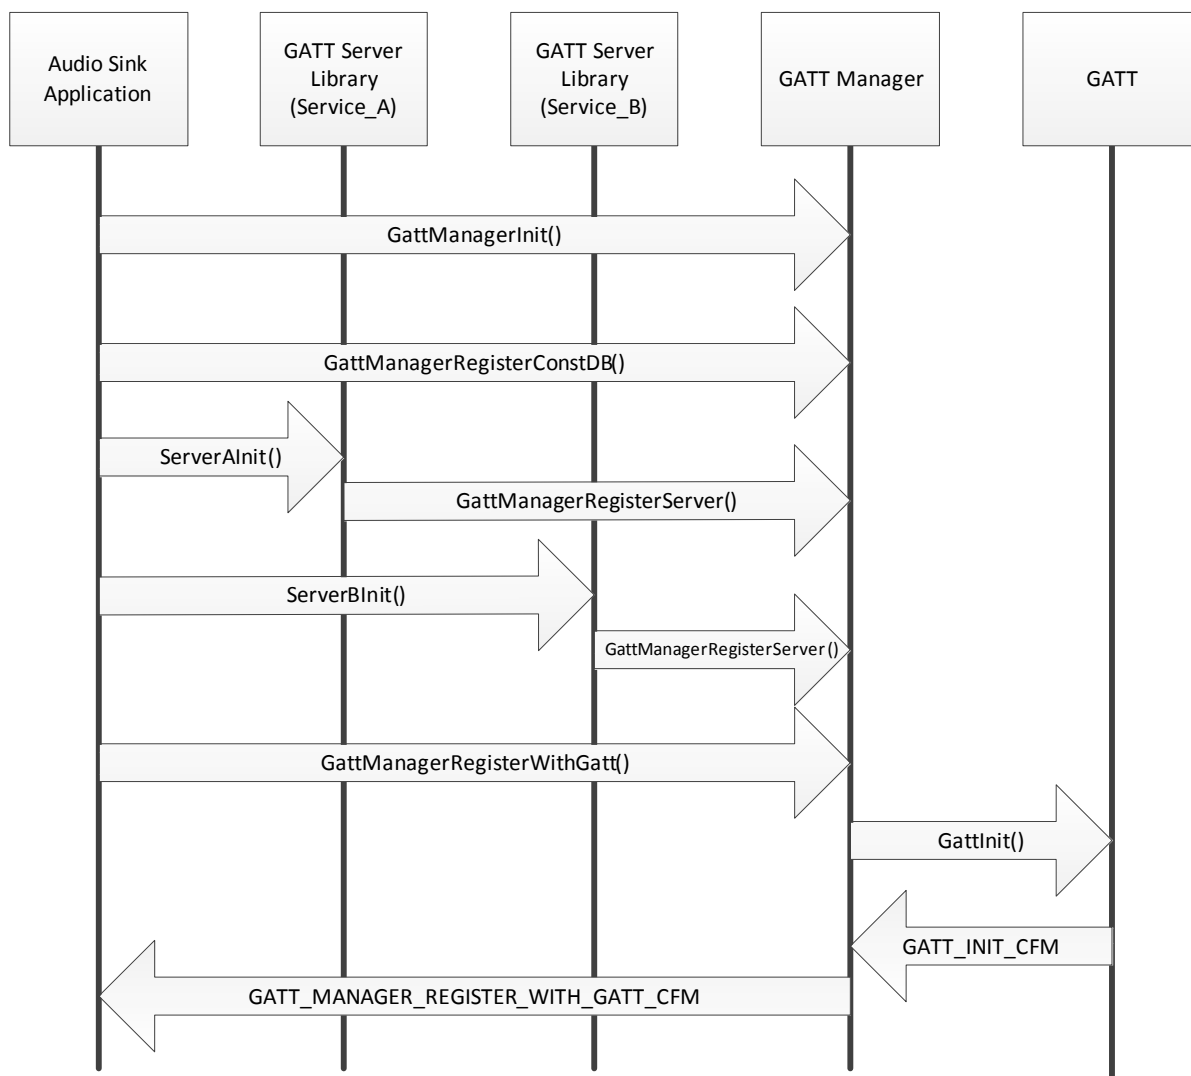 Audio Sink
Application
GATT Server
Library
(Service_A)
GATT Server
Library
(Service_B)
GATT Manager
GATT
GattManagerInit()
GattManagerRegisterConstDB()
ServerAInit()
GattManagerRegisterServer()
ServerBInit()
GattManagerRegisterServer()
GattManagerRegisterWithGatt()
GattInit()
GATT_INIT_CFM
GATT_MANAGER_REGISTER_WITH_GATT_CFM